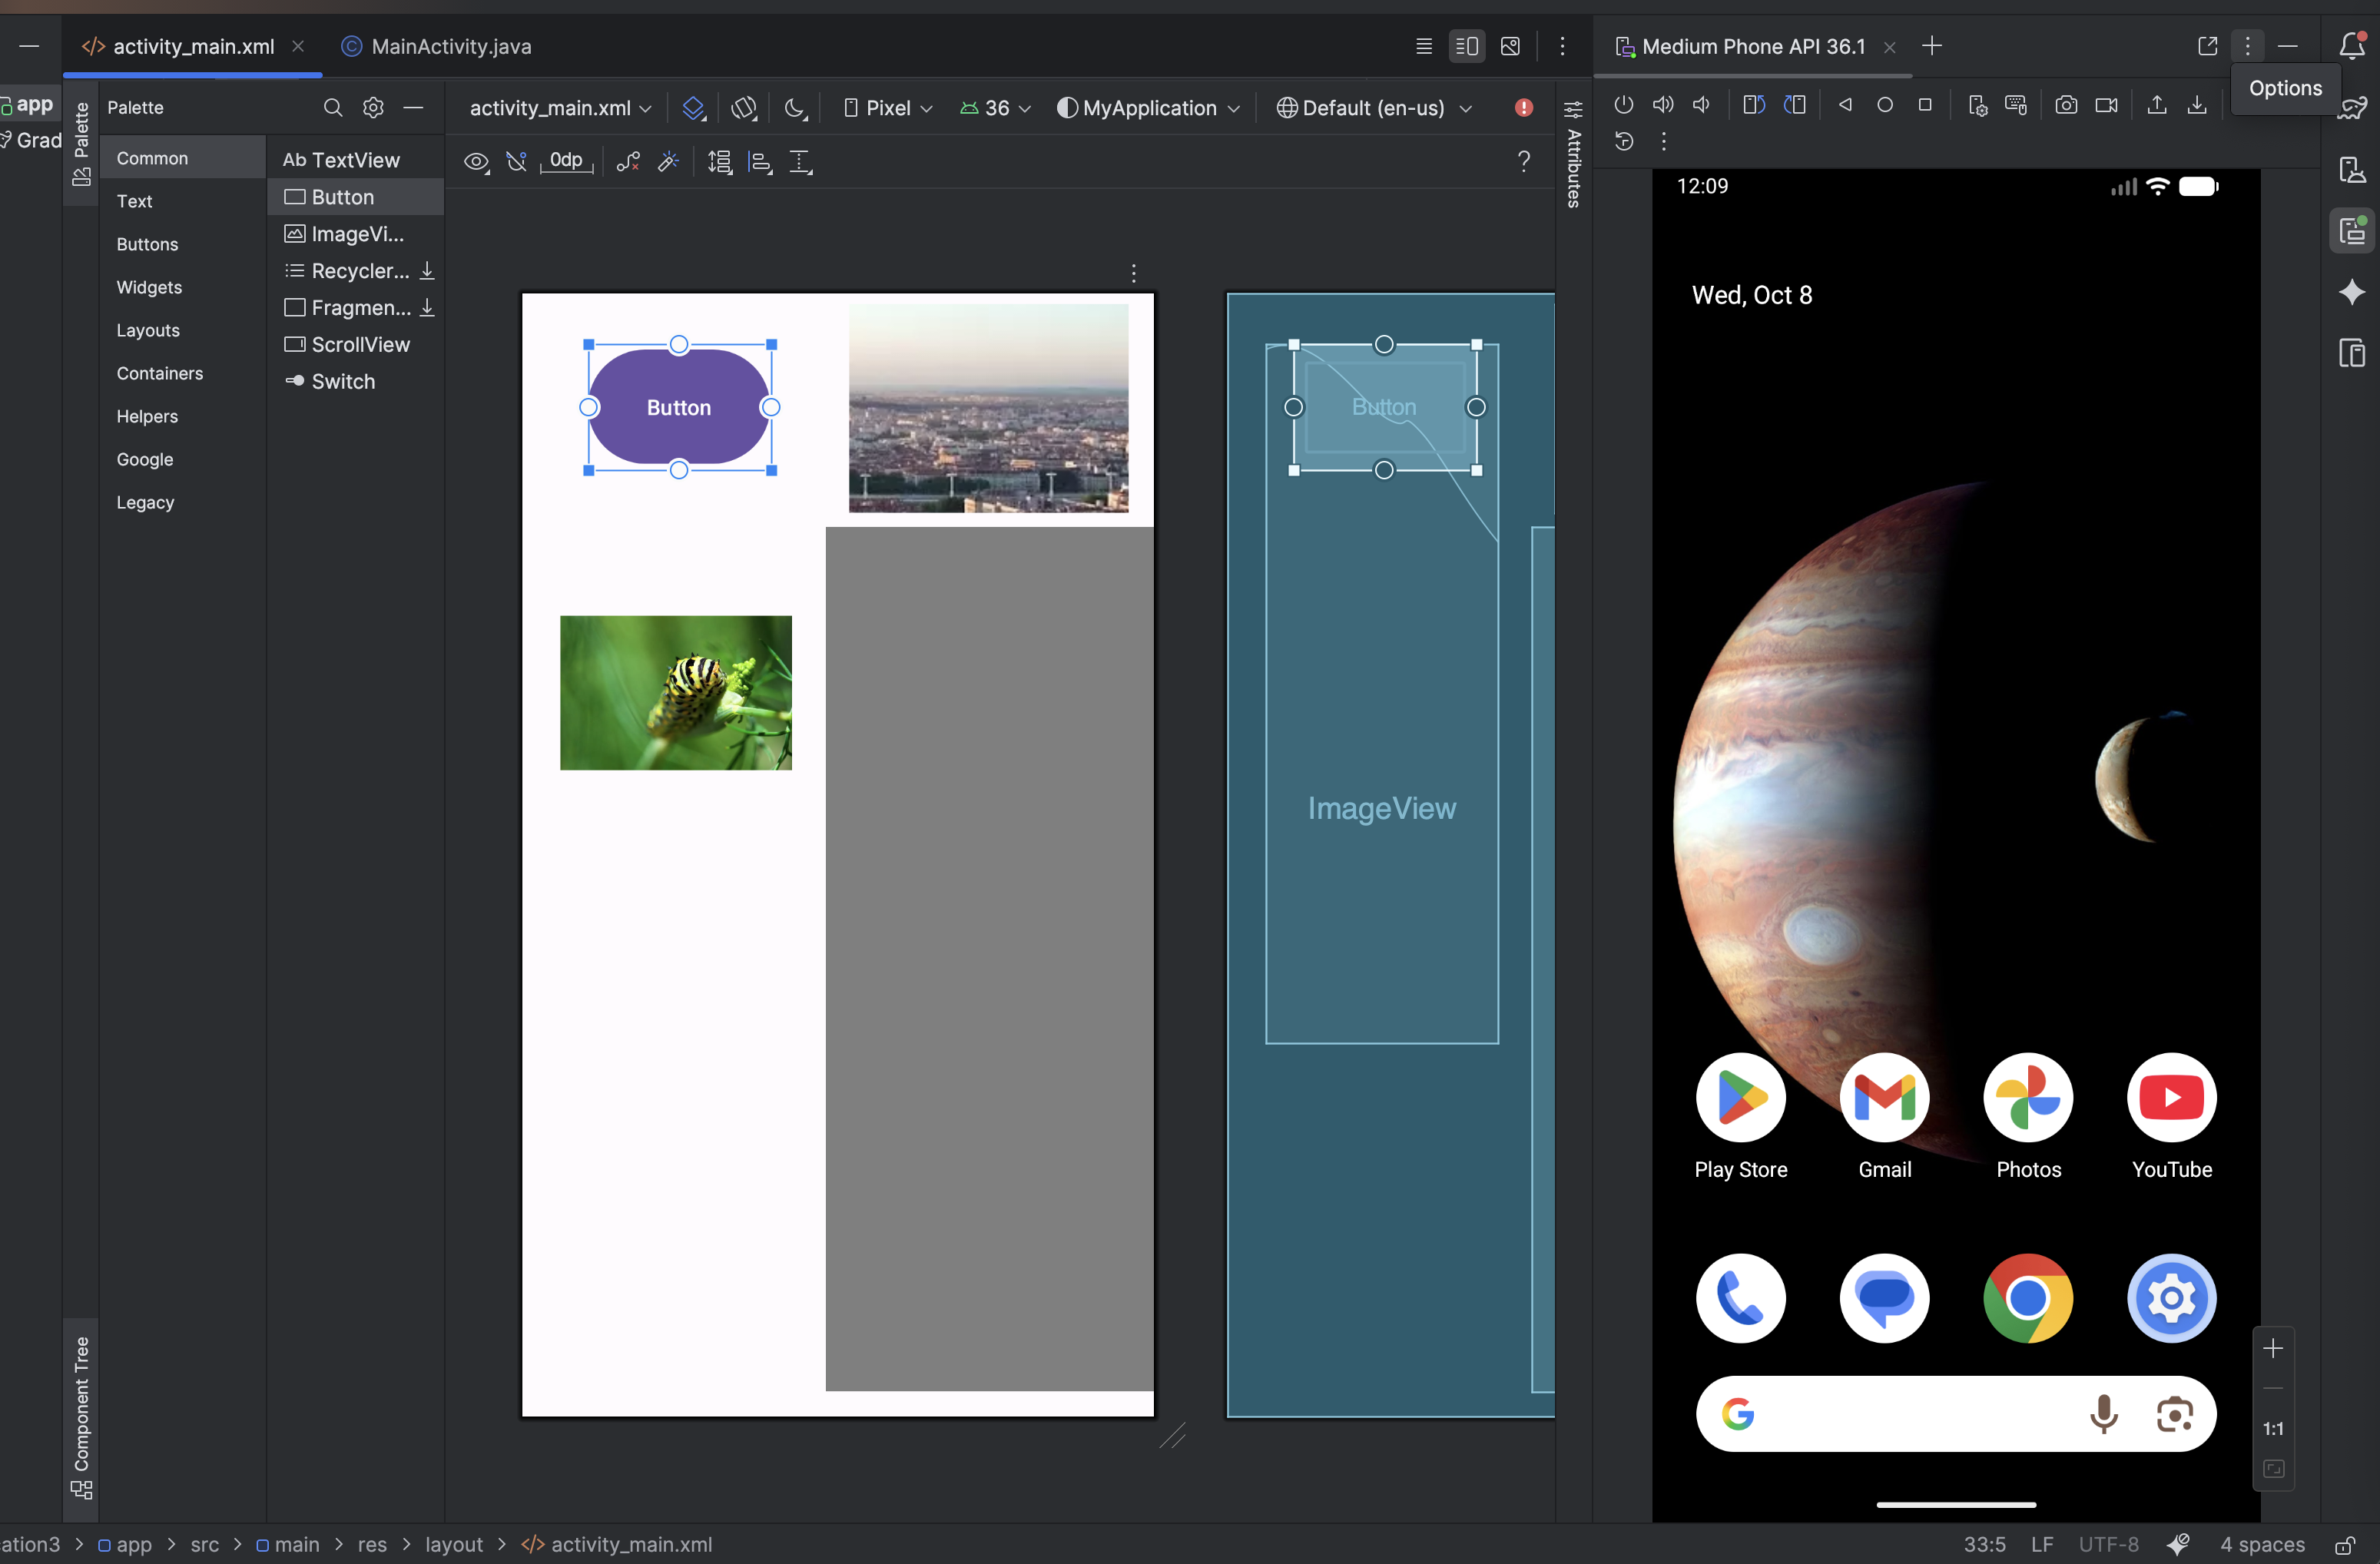 activity_main.xml
MainActivity.java
Medium Phone API 36.1
Options
app
Grad
Palette
Palette
Common
Text
Buttons
Widgets
Layouts
Containers
Helpers
Google
Legacy
Ab TextView
Button
ImageVi...
Recycler...
Fragmen...
ScrollView
Switch
Component Tree
activity_main.xml
Pixel
36
MyApplication
Default (en-us)
0dp
?
Attributes
Button
Button
ImageView
12:09
Wed, Oct 8
Play Store
Gmail
Photos
YouTube
1:1
ation3 > app > src > main > res > layout > activity_main.xml
33:5 LF UTF-8 4 spaces